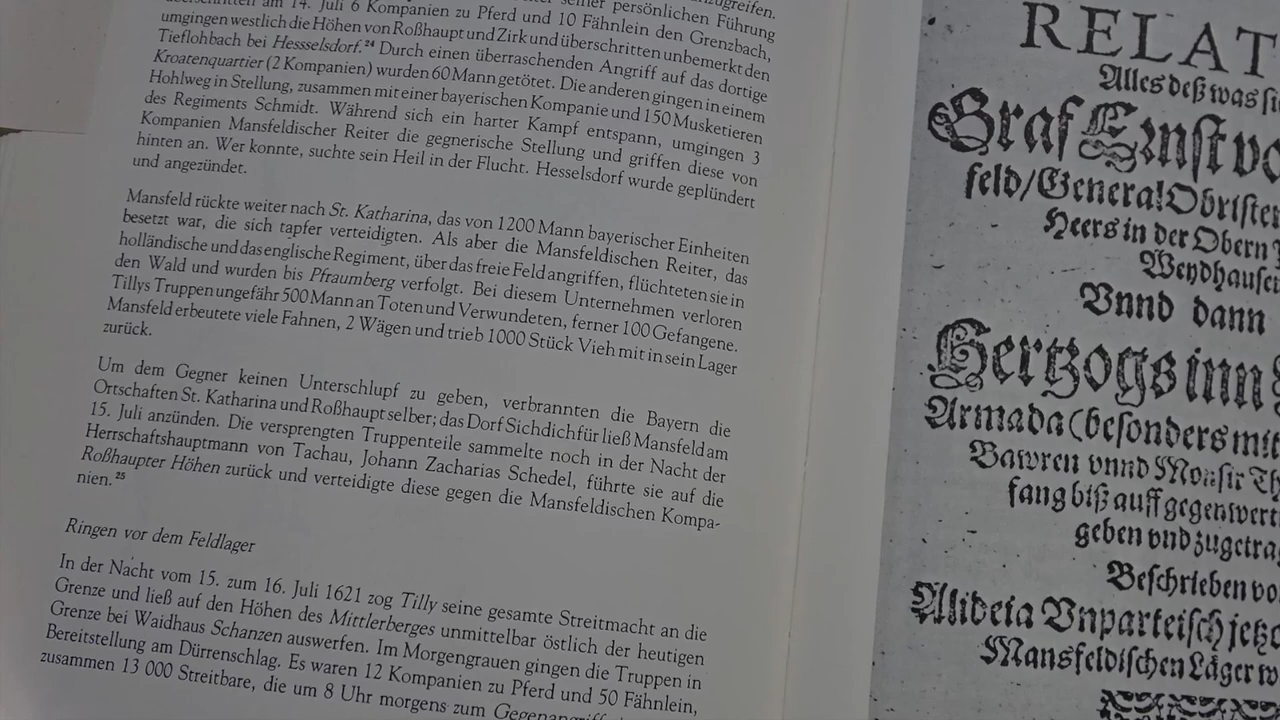 anzugreifen.
am 14. Juli 6 Kompanien zu Pferd und 10 Fähnlein den Grenzbach,
umgingen westlich die Höhen von Roßhaupt und Zirk und überschritten unbemerkt den
Tieflohbach bei Hessselsdorf.²⁴ Durch einen überraschenden Angriff auf das dortige
Kroatenquartier (2 Kompanien) wurden 60 Mann getötet. Die anderen gingen in einem
Hohlweg in Stellung, zusammen mit einer bayerischen Kompanie und 150 Musketieren
des Regiments Schmidt. Während sich ein harter Kampf entspann, umgingen 3
Kompanien Mansfeldischer Reiter die gegnerische Stellung und griffen diese von
hinten an. Wer konnte, suchte sein Heil in der Flucht. Hesselsdorf wurde geplündert
und angezündet.
Mansfeld rückte weiter nach St. Katharina, das von 1200 Mann bayerischer Einheiten
besetzt war, die sich tapfer verteidigten. Als aber die Mansfeldischen Reiter, das
holländische und das englische Regiment, über das freie Feld angriffen, flüchteten sie in
den Wald und wurden bis Pfraumberg verfolgt. Bei diesem Unternehmen verloren
Tillys Truppen ungefähr 500 Mann an Toten und Verwundeten, ferner 100 Gefangene.
Mansfeld erbeutete viele Fahnen, 2 Wägen und trieb 1000 Stück Vieh mit in sein Lager
zurück.
Um dem Gegner keinen Unterschlupf zu geben, verbrannten die Bayern die
Ortschaften St. Katharina und Roßhaupt selber; das Dorf Sichdichfür ließ Mansfeld am
15. Juli anzünden. Die versprengten Truppenteile sammelte noch in der Nacht der
Herrschaftshauptmann von Tachau, Johann Zacharias Schedel, führte sie auf die
Roßhaupter Höhen zurück und verteidigte diese gegen die Mansfeldischen Kompa-
nien.²⁵
Ringen vor dem Feldlager
In der Nacht vom 15. zum 16. Juli 1621 zog Tilly seine gesamte Streitmacht an die
Grenze und ließ auf den Höhen des Mittlerberges unmittelbar östlich der heutigen
Grenze bei Waidhaus Schanzen auswerfen. Im Morgengrauen gingen die Truppen in
Bereitstellung am Dürrenschlag. Es waren 12 Kompanien zu Pferd und 50 Fähnlein,
zusammen 13 000 Streitbare, die um 8 Uhr morgens zum
RELAT
Alles deß was
Graf Ernst vo
feld/General Obrister
Heers in der Obern
Weydhausen
Vnnd dann
Hertzogs inn
Armada (besonders mit
Bawren vnnd Monsir Th
fang biß auff gegenwert
geben vnd zugetra
Beschrieben vo
Alideia Vnparteisch jetz
Mansfeldischen Läger w